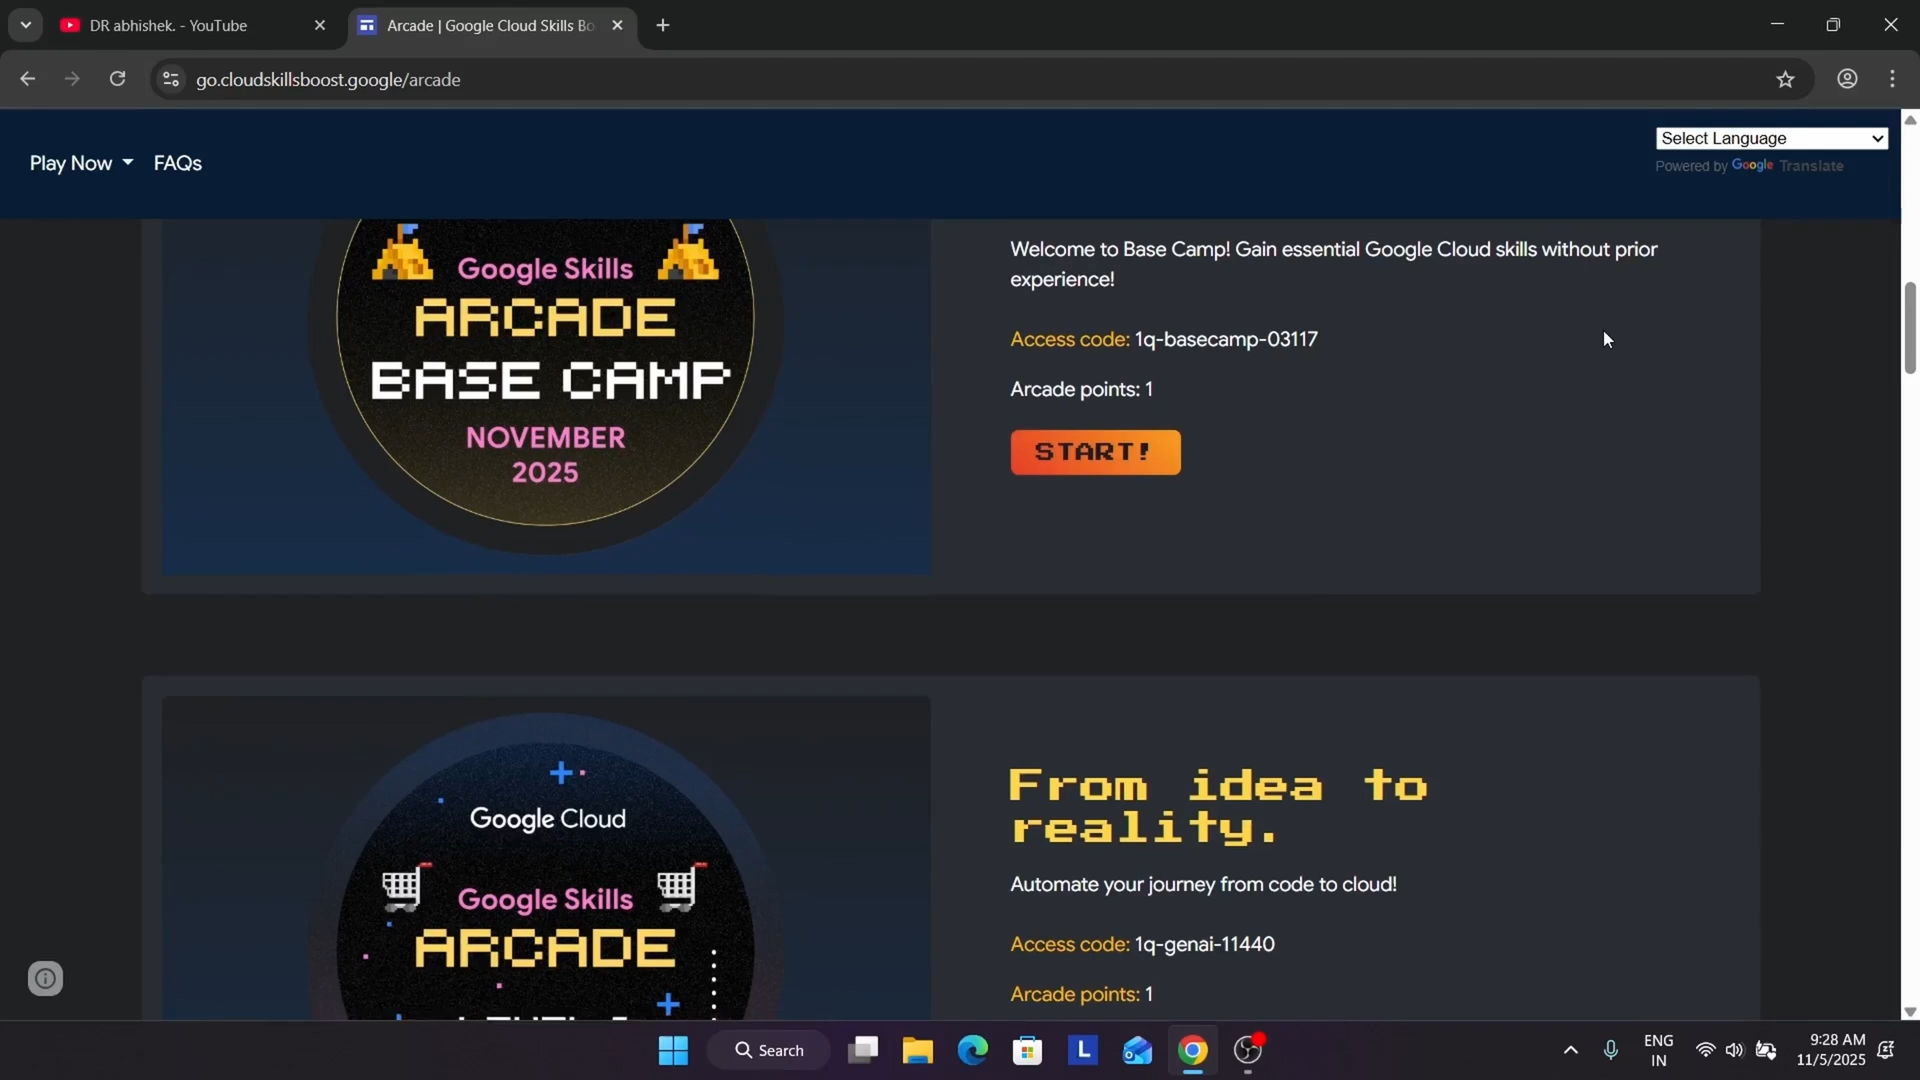 DR abhishek. - YouTube
Arcade | Google Cloud Skills Bo
go.cloudskillsboost.google/arcade
Play Now
FAQs
Select Language
Powered by Google Translate
Google Skills
ARCADE
BASE CAMP
NOVEMBER
2025
Welcome to Base Camp! Gain essential Google Cloud skills without prior
experience!
Access code: 1q-basecamp-03117
Arcade points: 1
START!
Google Cloud
Google Skills
ARCADE
From idea to
reality.
Automate your journey from code to cloud!
Access code: 1q-genai-11440
Arcade points: 1
Search
L
ENG
IN
9:28 AM
11/5/2025